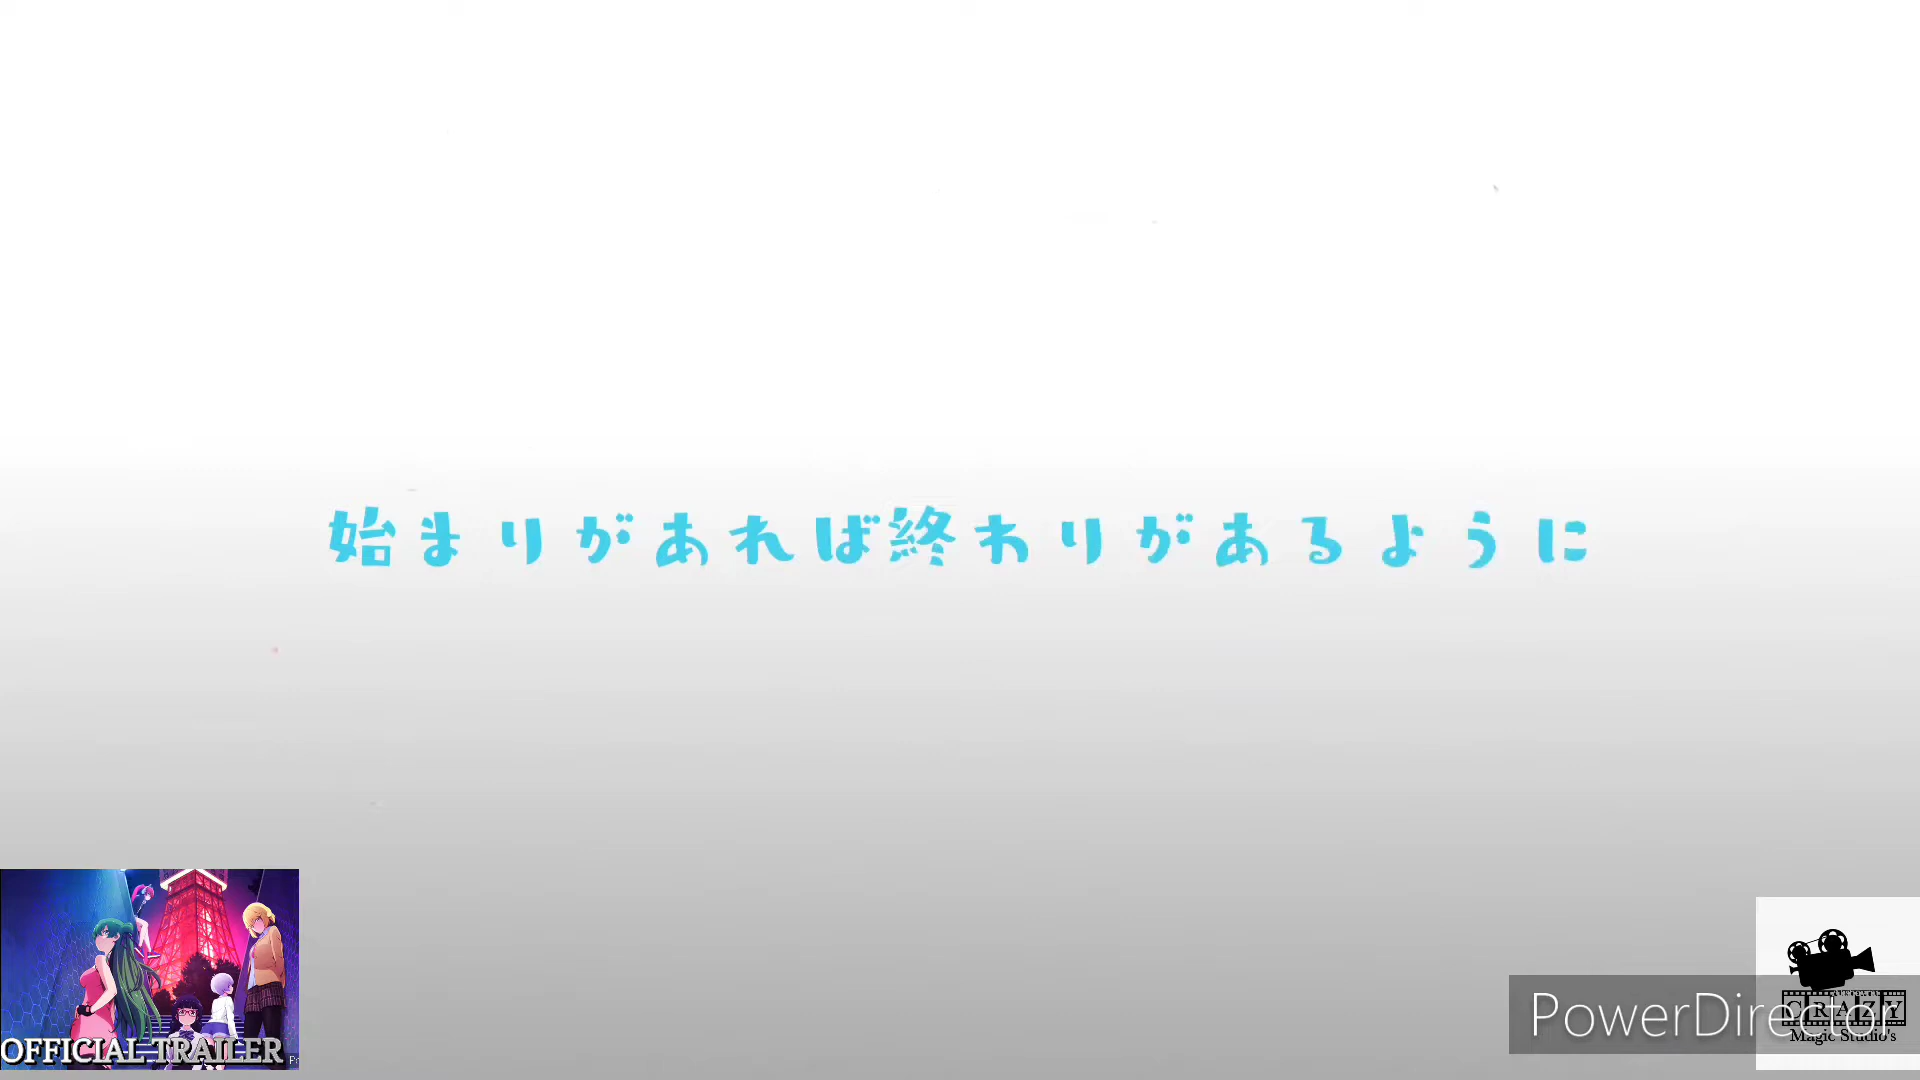 始まりがあれば終わりがあるように
OFFICIAL TRAILER
PowerDirector
CRAZY
Magic Studio's